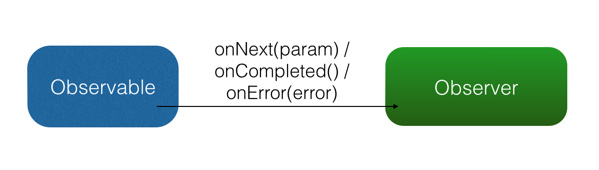 Observable
onNext(param) /
onCompleted() /
onError(error)
Observer